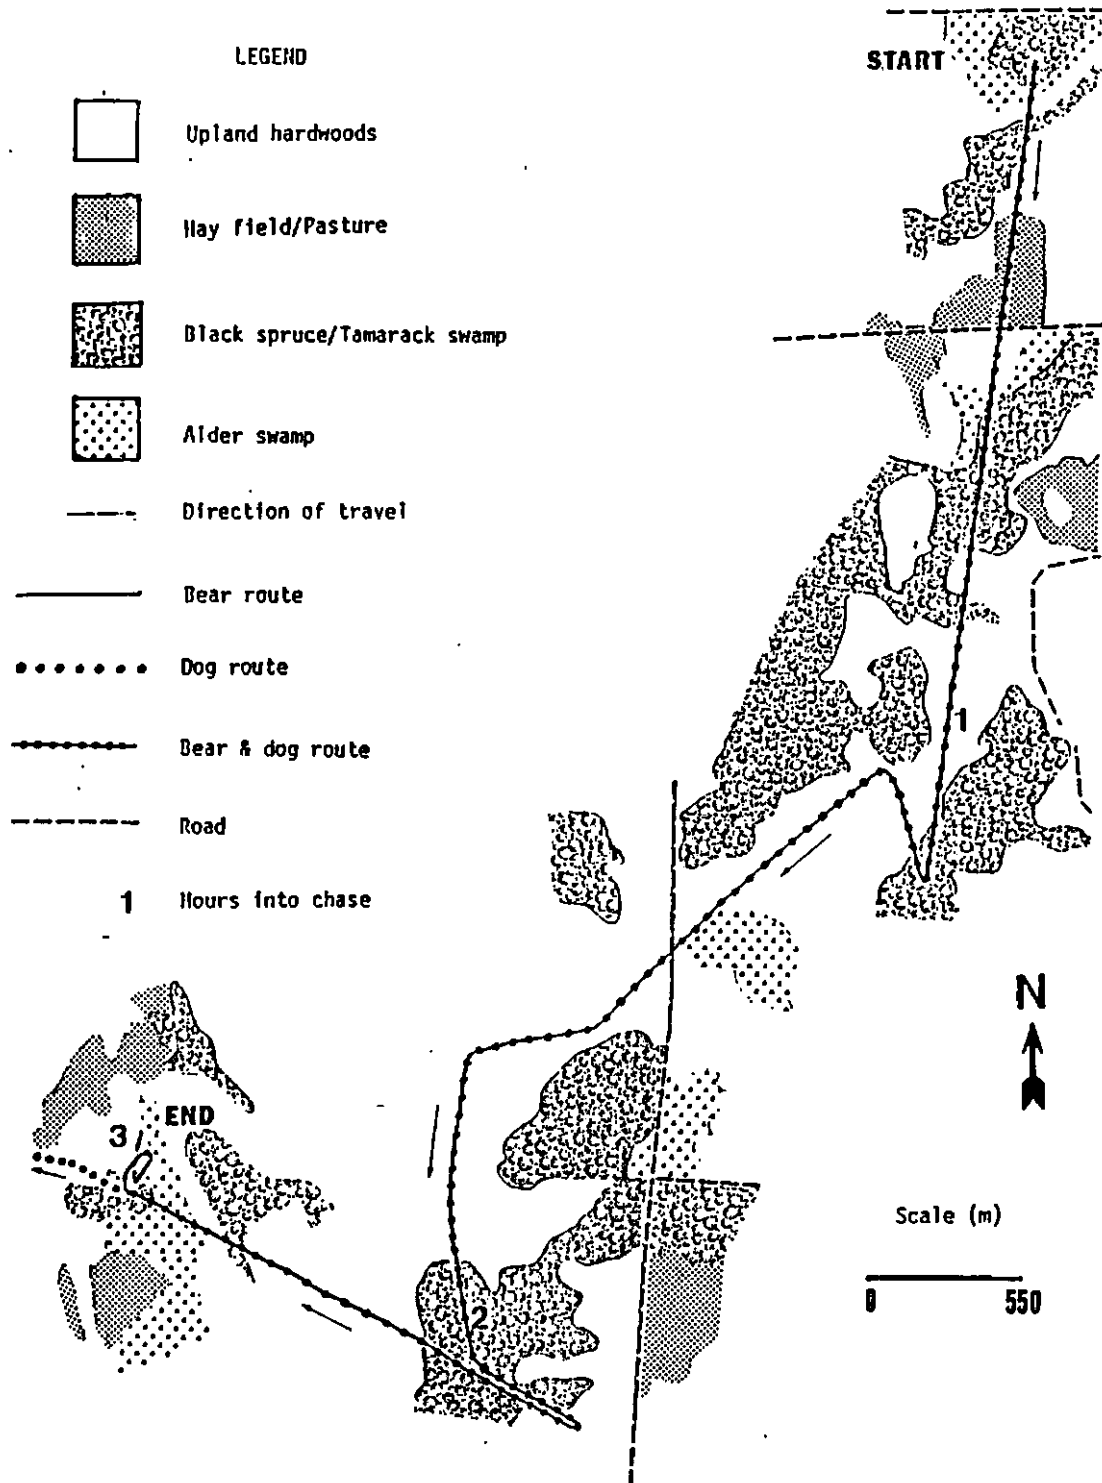 LEGEND
Upland hardwoods
Hay field/Pasture
Black spruce/Tamarack swamp
Alder swamp
Direction of travel
Bear route
Dog route
Bear & dog route
Road
1 Hours into chase
START
1
N
3 END
2
Scale (m)
0 550